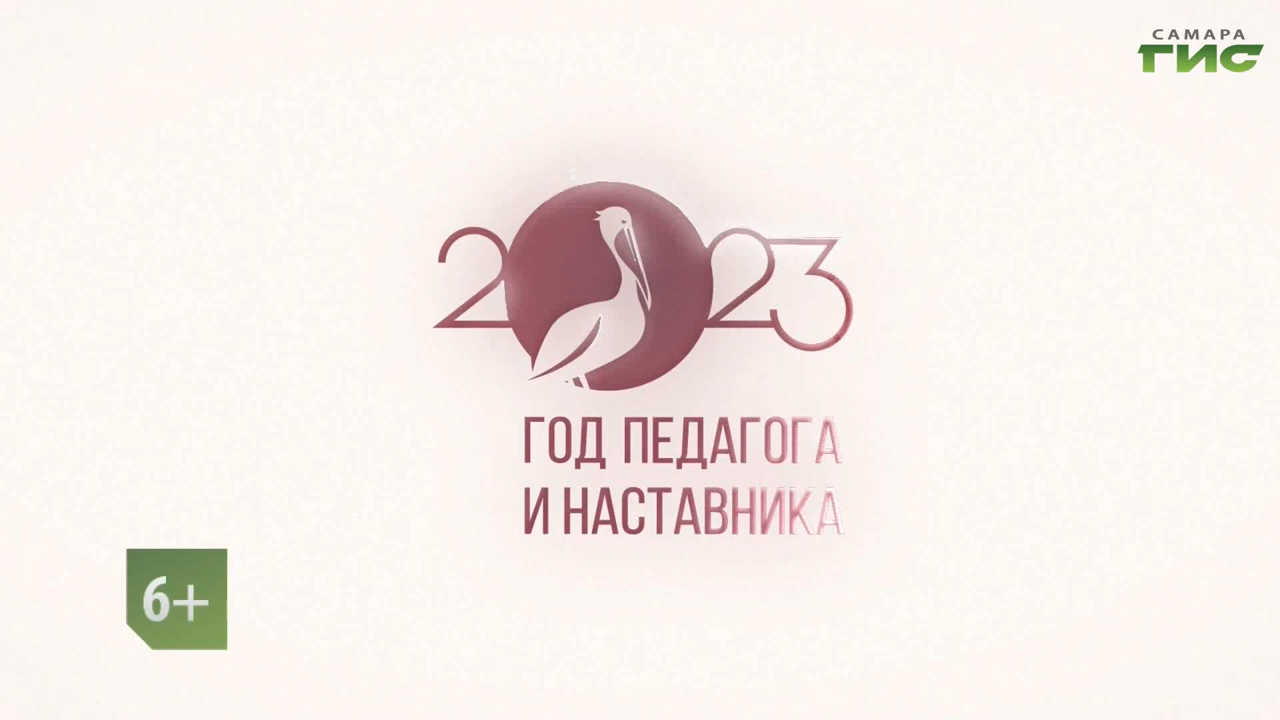 САМАРА
ГИС
2023
ГОД ПЕДАГОГА
И НАСТАВНИКА
6+